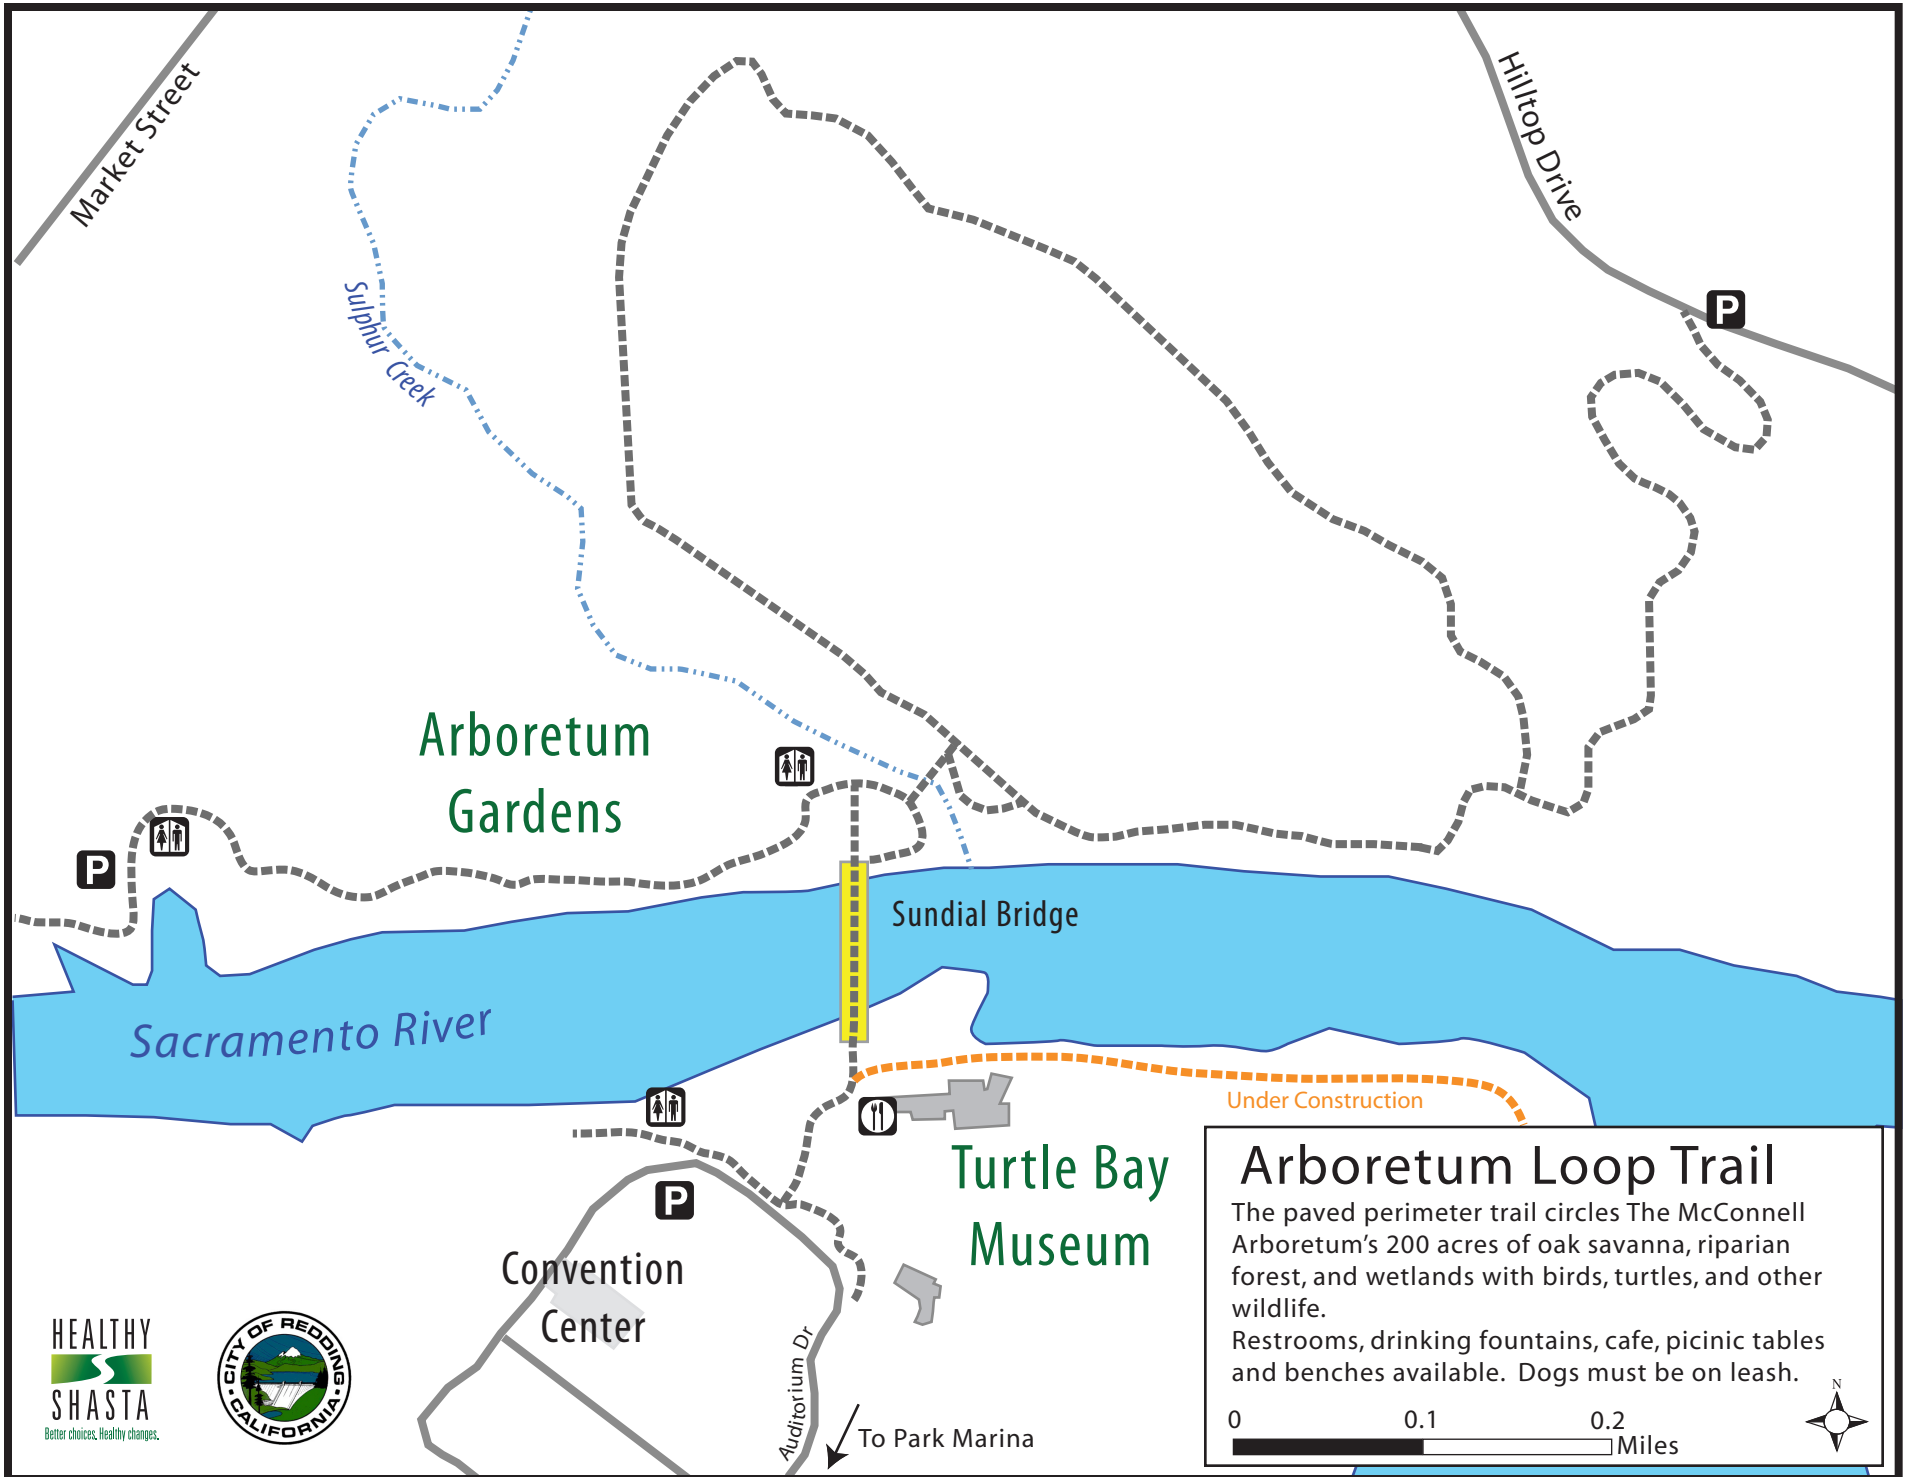 Market Street
Hilltop Drive
P
Sulphur Creek
Arboretum
Gardens
P
Sundial Bridge
Sacramento River
Under Construction
Turtle Bay
Museum
P
Convention
Center
Auditorium Dr
To Park Marina
Arboretum Loop Trail
The paved perimeter trail circles The McConnell
Arboretum's 200 acres of oak savanna, riparian
forest, and wetlands with birds, turtles, and other
wildlife.
Restrooms, drinking fountains, cafe, picinic tables
and benches available. Dogs must be on leash.
N
0 0.1 0.2
Miles
HEALTHY
SHASTA
Better choices. Healthy changes.
CITY OF REDDING
CALIFORNIA